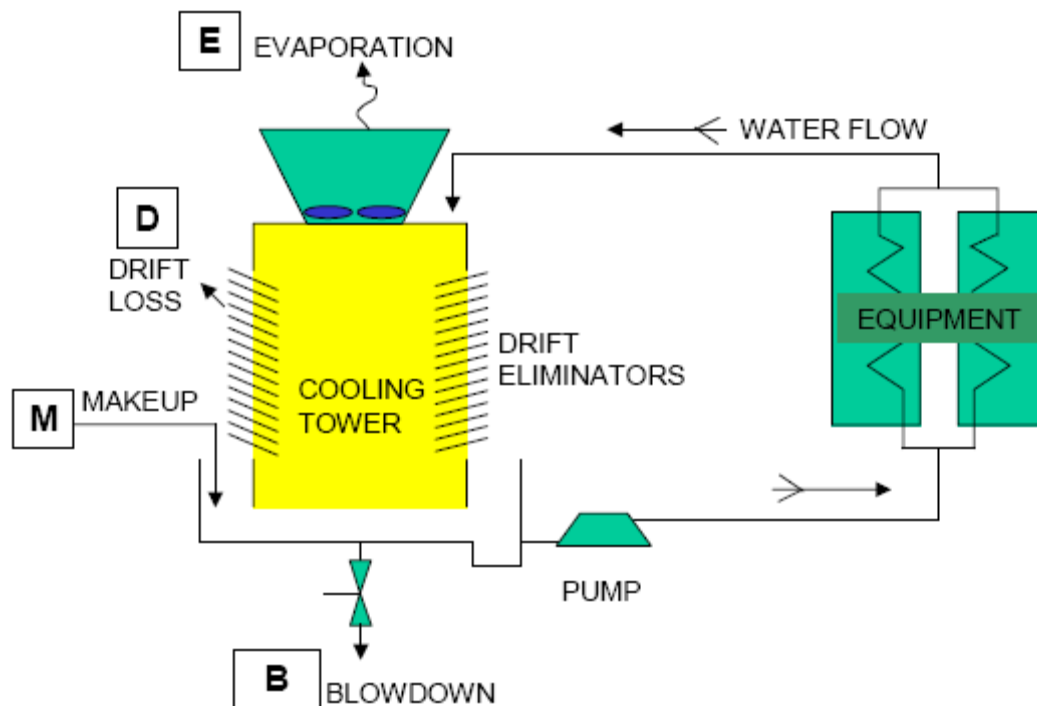 E
EVAPORATION
WATER FLOW
D
DRIFT
LOSS
EQUIPMENT
DRIFT
ELIMINATORS
COOLING
TOWER
M
MAKEUP
PUMP
B
BLOWDOWN